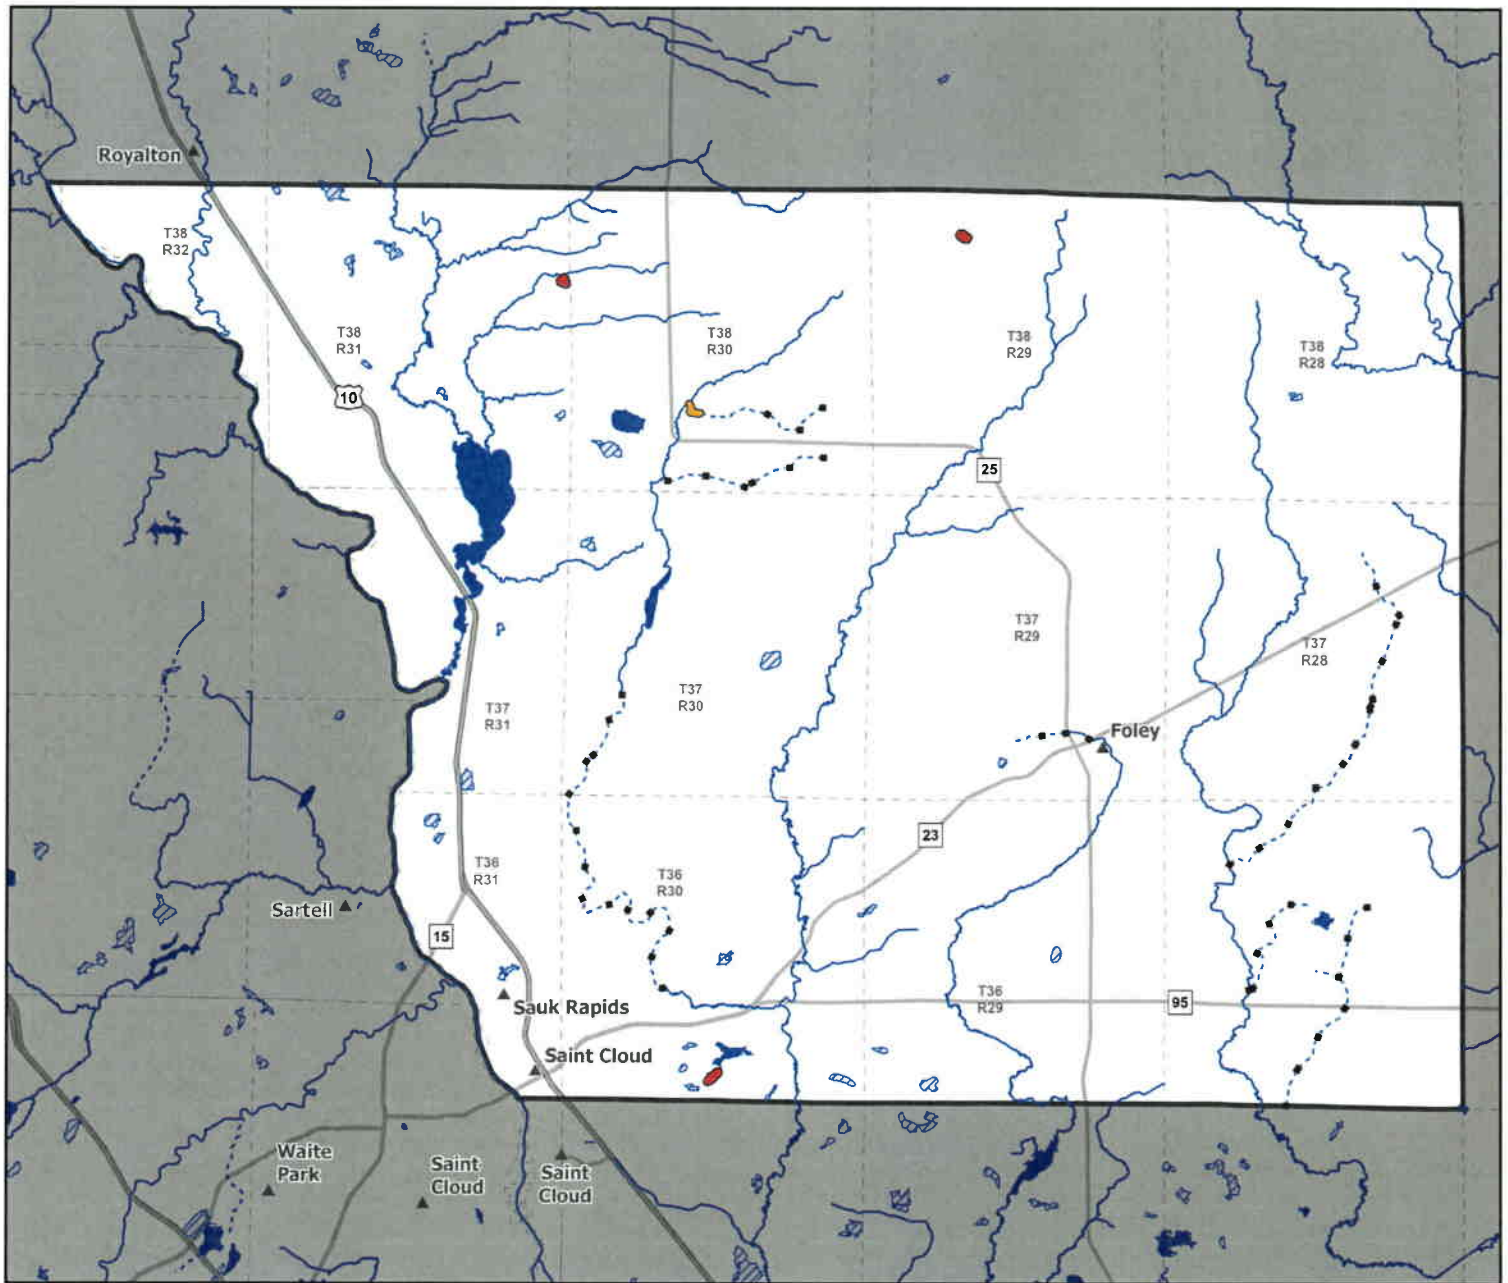 Royalton
T38
R32
T38
R31
T38
R30
T38
R29
T38
R28
10
25
T37
R29
T37
R28
T37
R30
T37
R31
Foley
23
T36
R31
T36
R30
Sartell
15
Sauk Rapids
T36
R29
95
Saint Cloud
Waite
Park
Saint
Cloud
Saint
Cloud